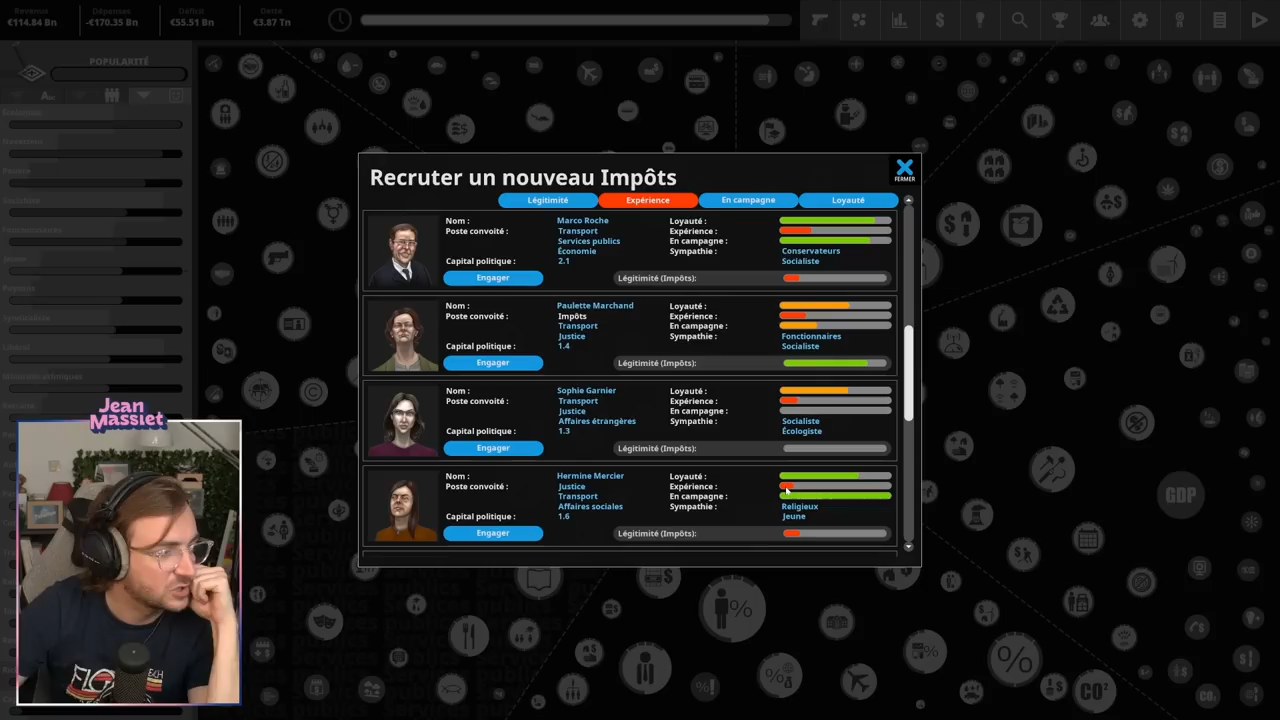 Revenus
Dépenses
Déficit
Dette
€114.84 Bn
-€170.35 Bn
€55.51 Bn
€3.87 Tn
POPULARITÉ
Recruter un nouveau Impôts
FERMER
Légitimité
Expérience
En campagne
Loyauté
Nom :
Marco Roche
Loyauté :
Poste convoité :
Transport
Expérience :
Services publics
En campagne :
Économie
Sympathie :
Conservateurs
Capital politique :
2.1
Socialiste
Engager
Légitimité (Impôts):
Nom :
Paulette Marchand
Loyauté :
Poste convoité :
Impôts
Expérience :
Transport
En campagne :
Justice
Sympathie :
Fonctionnaires
Capital politique :
1.4
Socialiste
Engager
Légitimité (Impôts):
Nom :
Sophie Garnier
Loyauté :
Poste convoité :
Transport
Expérience :
Justice
En campagne :
Affaires étrangères
Sympathie :
Socialiste
Capital politique :
1.3
Écologiste
Engager
Légitimité (Impôts):
Nom :
Hermine Mercier
Loyauté :
Poste convoité :
Justice
Expérience :
Transport
En campagne :
Affaires sociales
Sympathie :
Religieux
Capital politique :
1.6
Jeune
Engager
Légitimité (Impôts):
Jean
Massiet
GDP
CO²